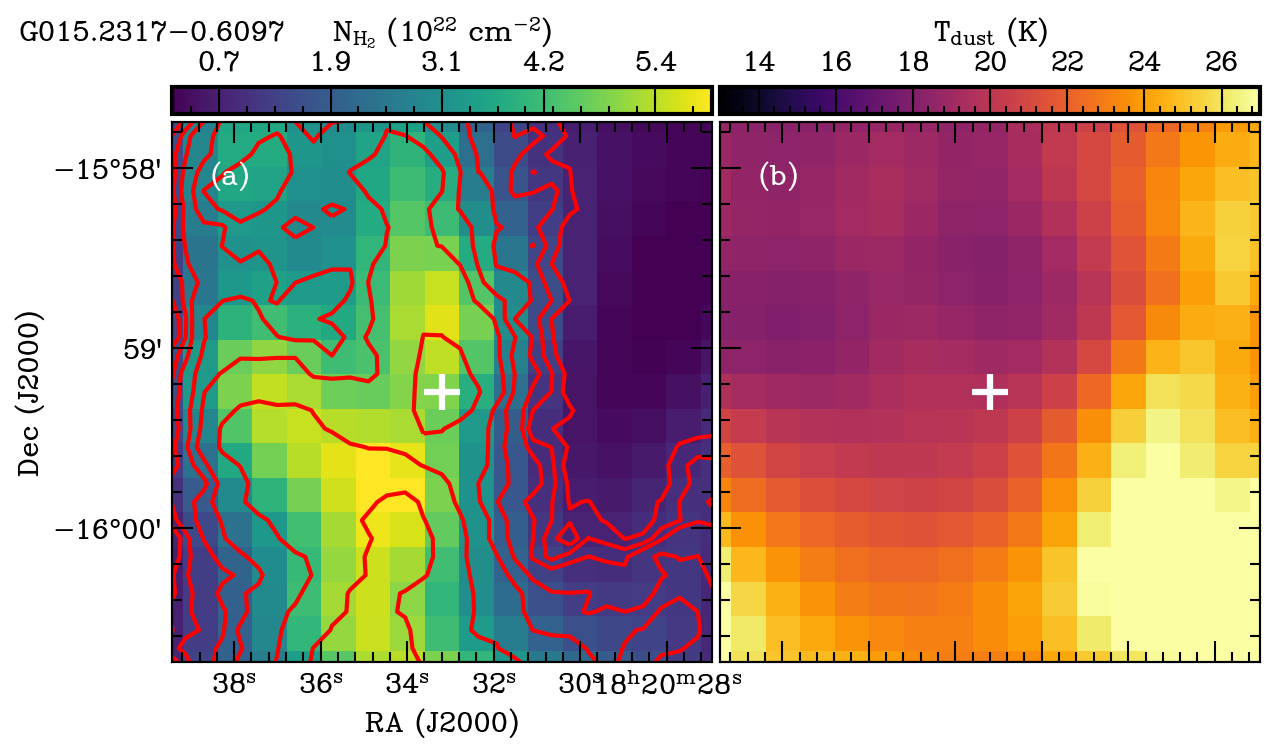 G015.2317−0.6097 N_H₂ (10²² cm⁻²) T_dust (K)
0.7 1.9 3.1 4.2 5.4 14 16 18 20 22 24 26
−15°58' (a) (b)
59'
Dec (J2000)
−16°00'
38ˢ 36ˢ 34ˢ 32ˢ 30ˢ 18ʰ20ᵐ28ˢ
RA (J2000)